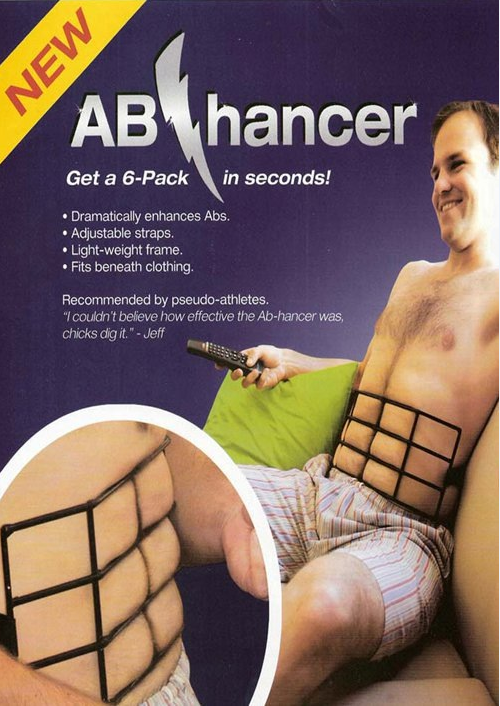 NEW
AB hancer
Get a 6-Pack in seconds!
• Dramatically enhances Abs.
• Adjustable straps.
• Light-weight frame.
• Fits beneath clothing.
Recommended by pseudo-athletes.
"I couldn't believe how effective the Ab-hancer was,
chicks dig it." - Jeff